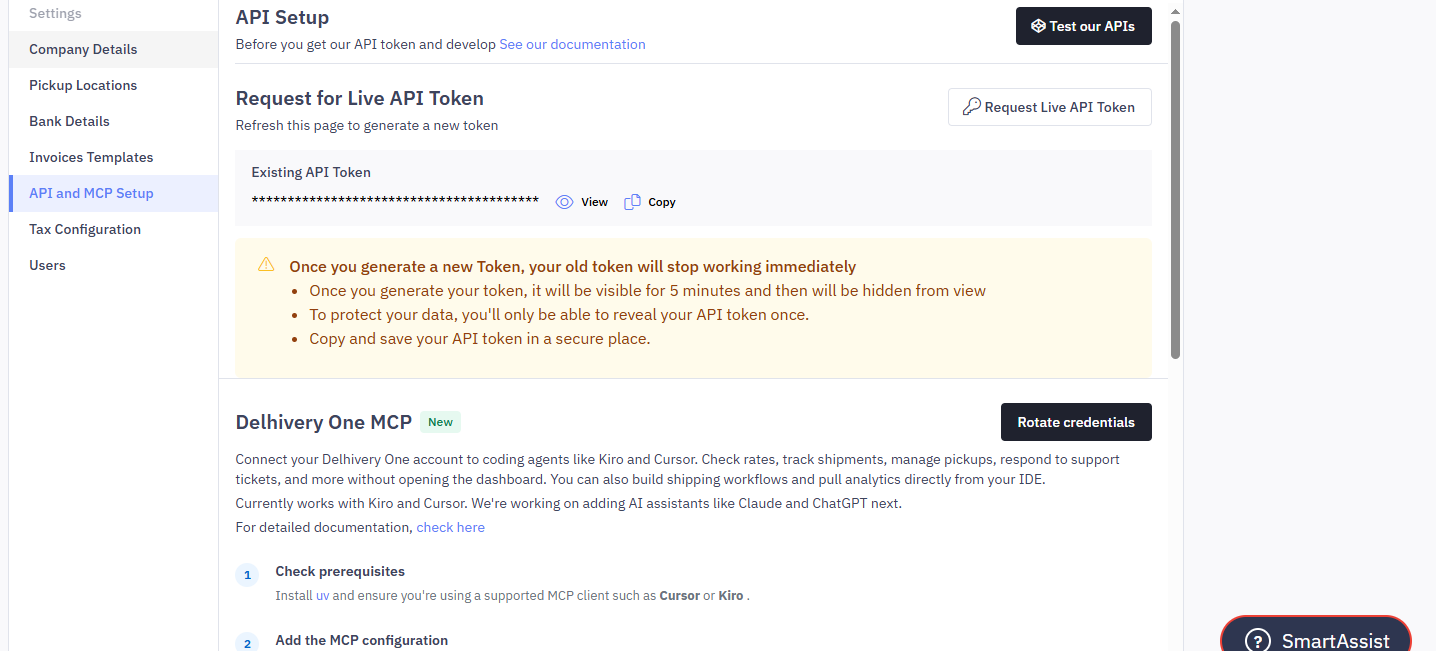 Settings
Company Details
Pickup Locations
Bank Details
Invoices Templates
API and MCP Setup
Tax Configuration
Users
API Setup
Before you get our API token and develop See our documentation
Test our APIs
Request for Live API Token
Refresh this page to generate a new token
Request Live API Token
Existing API Token
****************************************
View
Copy
Once you generate a new Token, your old token will stop working immediately
• Once you generate your token, it will be visible for 5 minutes and then will be hidden from view
• To protect your data, you'll only be able to reveal your API token once.
• Copy and save your API token in a secure place.
Delhivery One MCP New
Rotate credentials
Connect your Delhivery One account to coding agents like Kiro and Cursor. Check rates, track shipments, manage pickups, respond to support
tickets, and more without opening the dashboard. You can also build shipping workflows and pull analytics directly from your IDE.
Currently works with Kiro and Cursor. We're working on adding AI assistants like Claude and ChatGPT next.
For detailed documentation, check here
1 Check prerequisites
Install uv and ensure you're using a supported MCP client such as Cursor or Kiro .
2 Add the MCP configuration
? SmartAssist